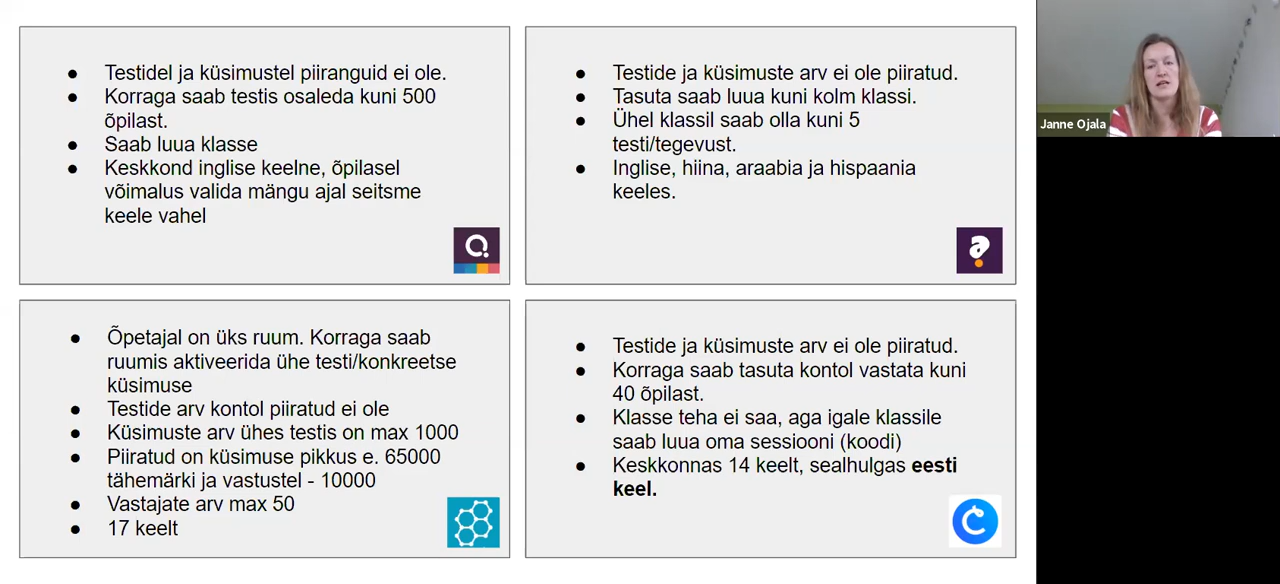 Testidel ja küsimustel piiranguid ei ole.
Korraga saab testis osaleda kuni 500
õpilast.
Saab luua klasse
Keskkond inglise keelne, õpilasel
võimalus valida mängu ajal seitsme
keele vahel
Testide ja küsimuste arv ei ole piiratud.
Tasuta saab luua kuni kolm klassi.
Ühel klassil saab olla kuni 5
testi/tegevust.
Inglise, hiina, araabia ja hispaania
keeles.
Õpetajal on üks ruum. Korraga saab
ruumis aktiveerida ühe testi/konkreetse
küsimuse
Testide arv kontol piiratud ei ole
Küsimuste arv ühes testis on max 1000
Piiratud on küsimuse pikkus e. 65000
tähemärki ja vastustel - 10000
Vastajate arv max 50
17 keelt
Testide ja küsimuste arv ei ole piiratud.
Korraga saab tasuta kontol vastata kuni
40 õpilast.
Klasse teha ei saa, aga igale klassile
saab luua oma sessiooni (koodi)
Keskkonnas 14 keelt, sealhulgas eesti
keel.
Janne Ojala